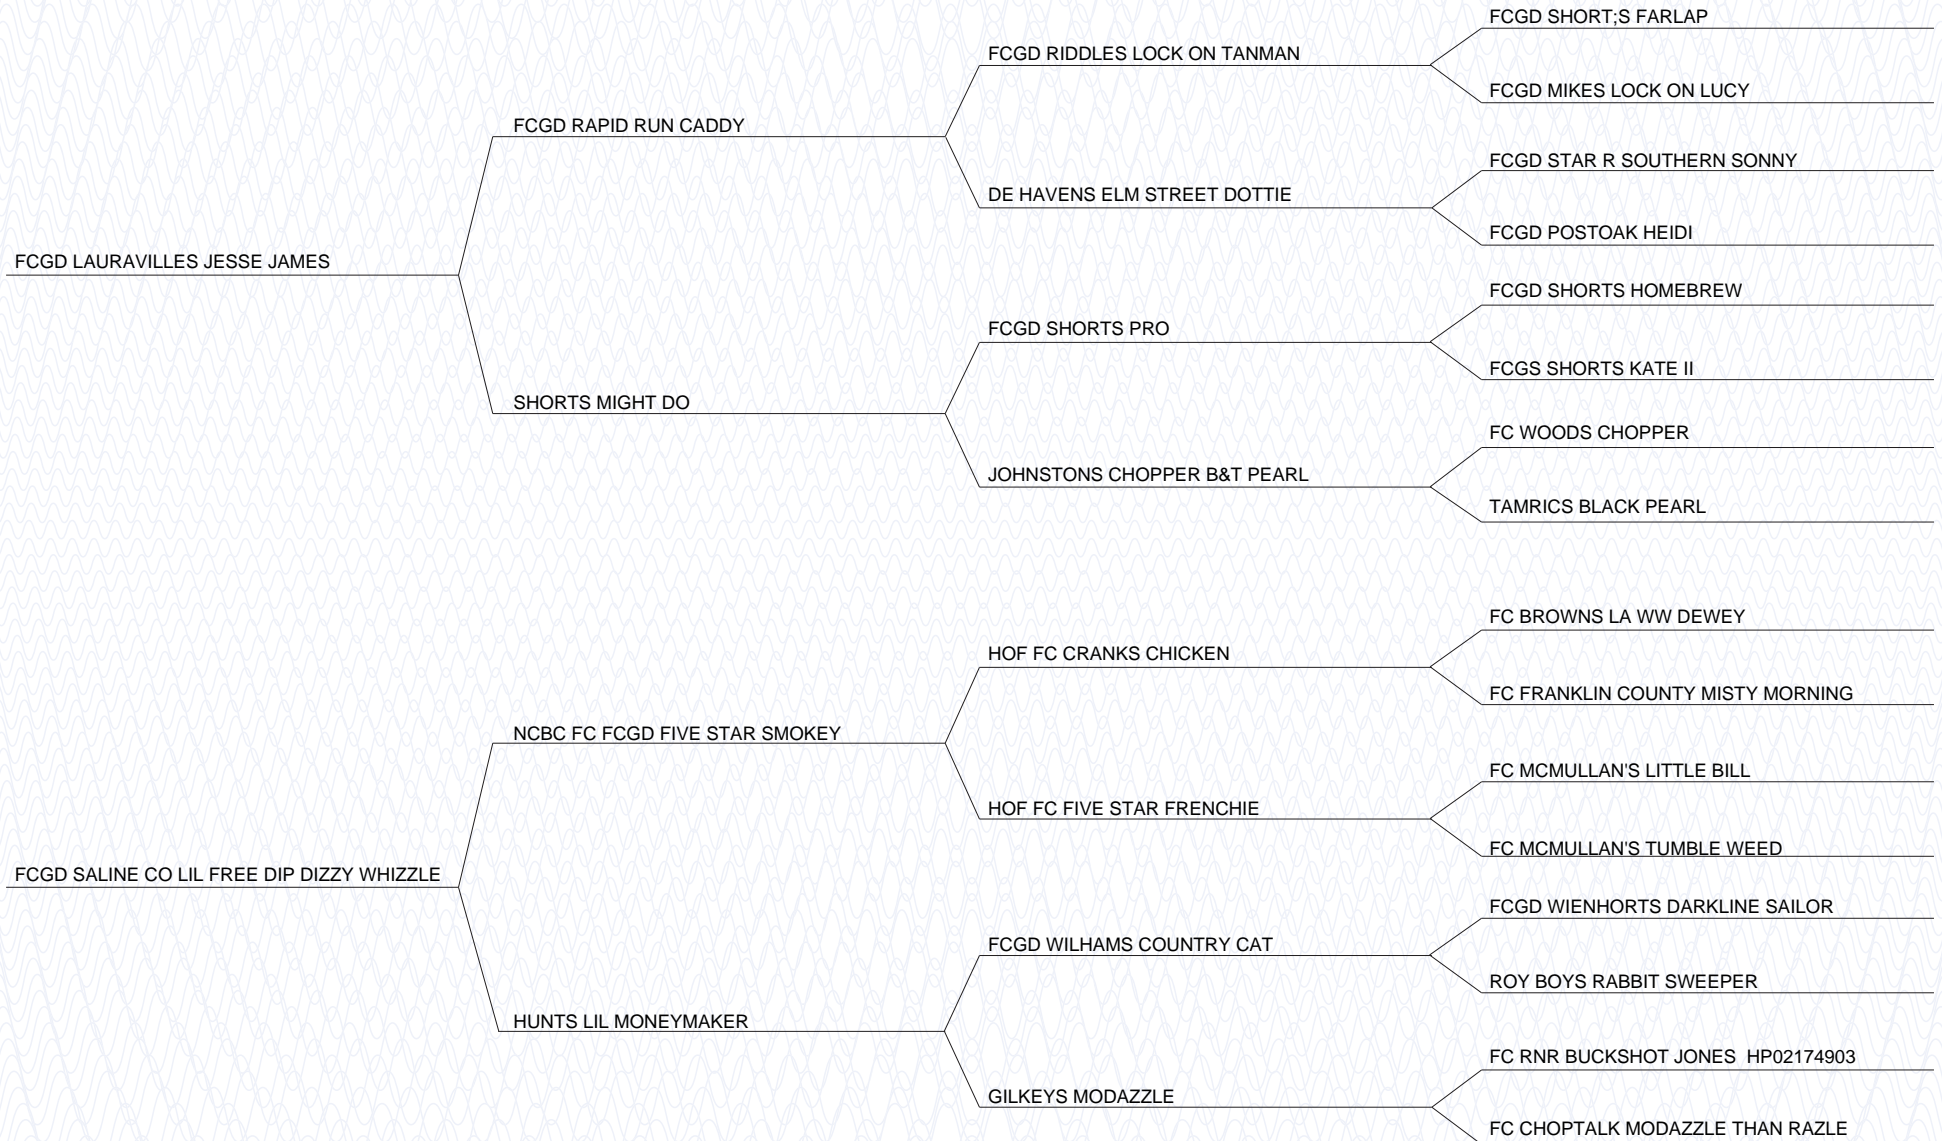 FCGD SHORT;S FARLAP
FCGD RIDDLES LOCK ON TANMAN
FCGD MIKES LOCK ON LUCY
FCGD RAPID RUN CADDY
FCGD STAR R SOUTHERN SONNY
DE HAVENS ELM STREET DOTTIE
FCGD POSTOAK HEIDI
FCGD LAURAVILLES JESSE JAMES
FCGD SHORTS HOMEBREW
FCGD SHORTS PRO
FCGS SHORTS KATE II
SHORTS MIGHT DO
FC WOODS CHOPPER
JOHNSTONS CHOPPER B&T PEARL
TAMRICS BLACK PEARL
FC BROWNS LA WW DEWEY
HOF FC CRANKS CHICKEN
FC FRANKLIN COUNTY MISTY MORNING
NCBC FC FCGD FIVE STAR SMOKEY
FC MCMULLAN'S LITTLE BILL
HOF FC FIVE STAR FRENCHIE
FC MCMULLAN'S TUMBLE WEED
FCGD SALINE CO LIL FREE DIP DIZZY WHIZZLE
FCGD WIENHORTS DARKLINE SAILOR
FCGD WILHAMS COUNTRY CAT
ROY BOYS RABBIT SWEEPER
HUNTS LIL MONEYMAKER
FC RNR BUCKSHOT JONES  HP02174903
GILKEYS MODAZZLE
FC CHOPTALK MODAZZLE THAN RAZLE